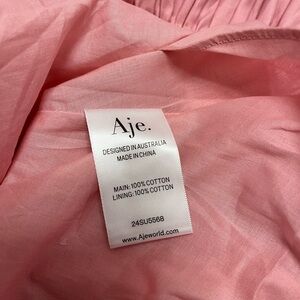 Aje.
DESIGNED IN AUSTRALIA
MADE IN CHINA
MAIN: 100% COTTON
LINING: 100% COTTON
24SU5568
www.Ajeworld.com